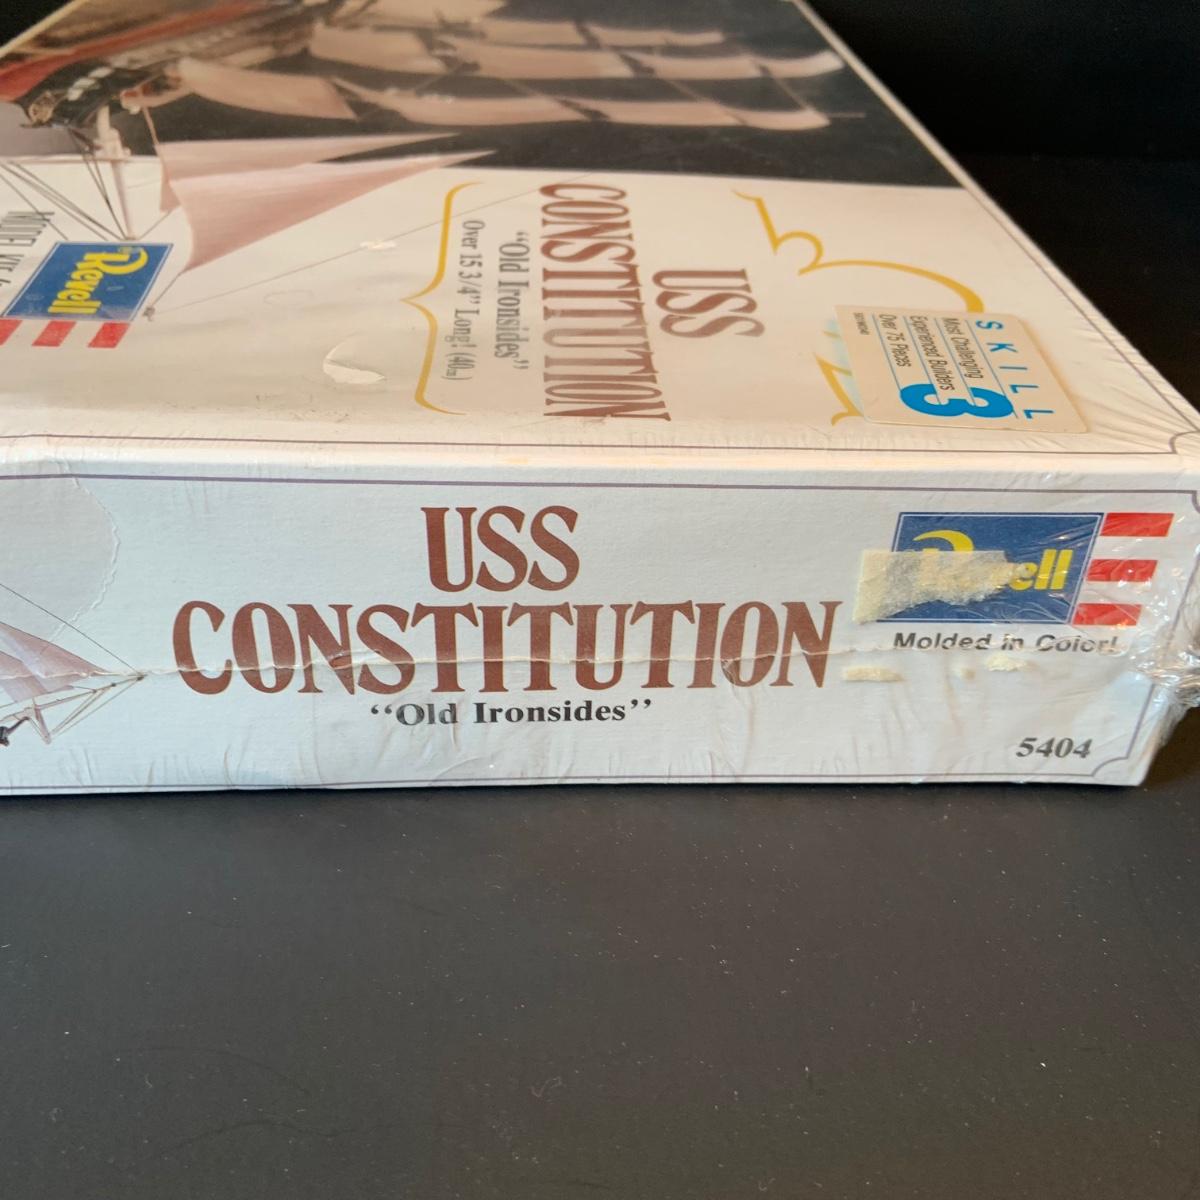 USS
CONSTITUTION
“Old Ironsides”
Over 15 3/4” Long! (40cm)
Revell
SKILL
3
Most Challenging
Experienced Builders
Over 75 Pieces
USS
CONSTITUTION
“Old Ironsides”
Revell
Molded in Color!
5404